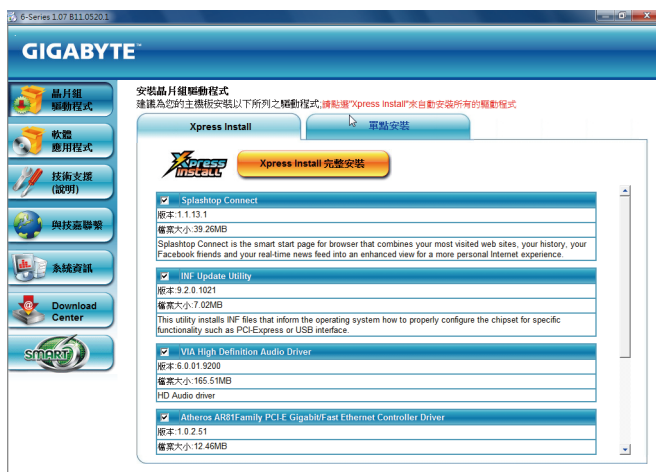 6-Series 1.07 B11.0520.1
GIGABYTE™
晶片組
驅動程式
軟體
應用程式
技術支援
(說明)
與技嘉聯繫
系統資訊
Download
Center
SMART6
安裝晶片組驅動程式
建議為您的主機板安裝以下所列之驅動程式;請點選"Xpress Install"來自動安裝所有的驅動程式
Xpress Install
單點安裝
Xpress Install
Xpress Install 完整安裝
Splashtop Connect
版本:1.1.13.1
檔案大小:39.26MB
Splashtop Connect is the smart start page for browser that combines your most visited web sites, your history, your
Facebook friends and your real-time news feed into an enhanced view for a more personal Internet experience.
INF Update Utility
版本:9.2.0.1021
檔案大小:7.02MB
This utility installs INF files that inform the operating system how to properly configure the chipset for specific
functionality such as PCI-Express or USB interface.
VIA High Definition Audio Driver
版本:6.0.01.9200
檔案大小:165.51MB
HD Audio driver
Atheros AR81Family PCI-E Gigabit/Fast Ethernet Controller Driver
版本:1.0.2.51
檔案大小:12.46MB